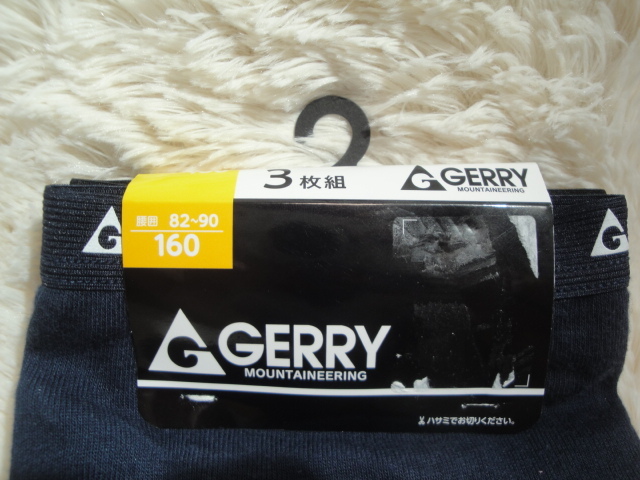 3枚組
GERRY
MOUNTAINEERING
腰囲 82~90
160
GERRY
MOUNTAINEERING
ハサミでお切りください。